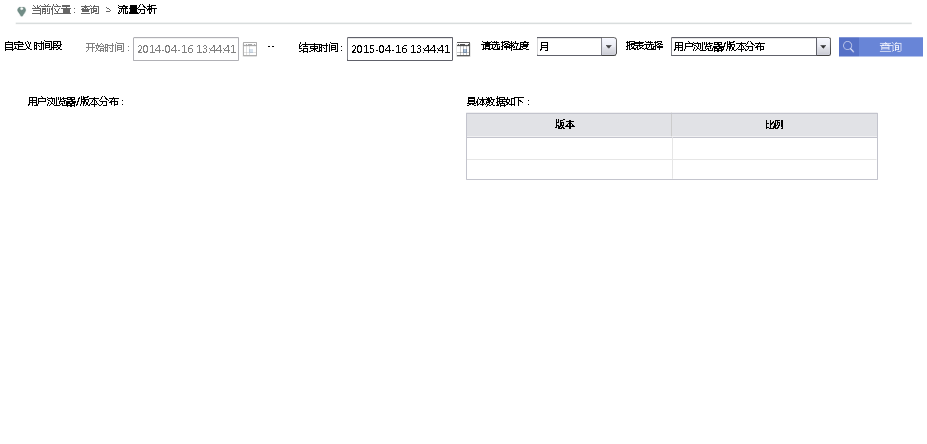 当前位置：查询 > 流量分析
自定义时间段 开始时间：2014-04-16 13:44:41 -- 结束时间：2015-04-16 13:44:41 请选择粒度 月 报表选择 用户浏览器/版本分布 查询
用户浏览器/版本分布： 具体数据如下：
版本 比例